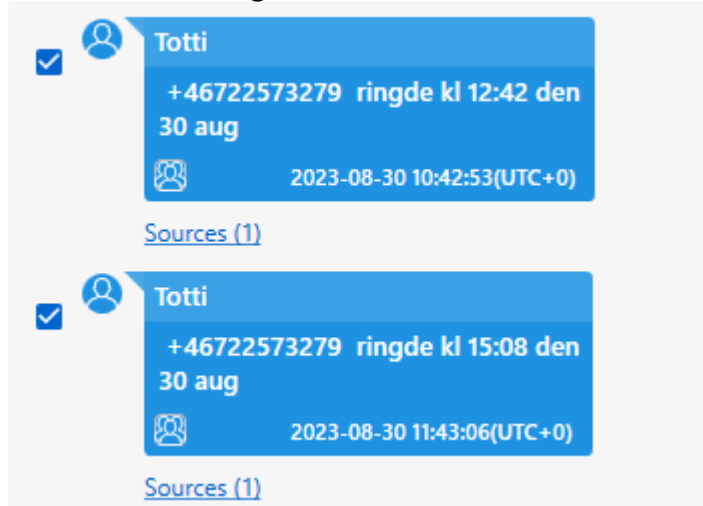 Totti
+46722573279 ringde kl 12:42 den
30 aug
2023-08-30 10:42:53(UTC+0)
Sources (1)
Totti
+46722573279 ringde kl 15:08 den
30 aug
2023-08-30 11:43:06(UTC+0)
Sources (1)